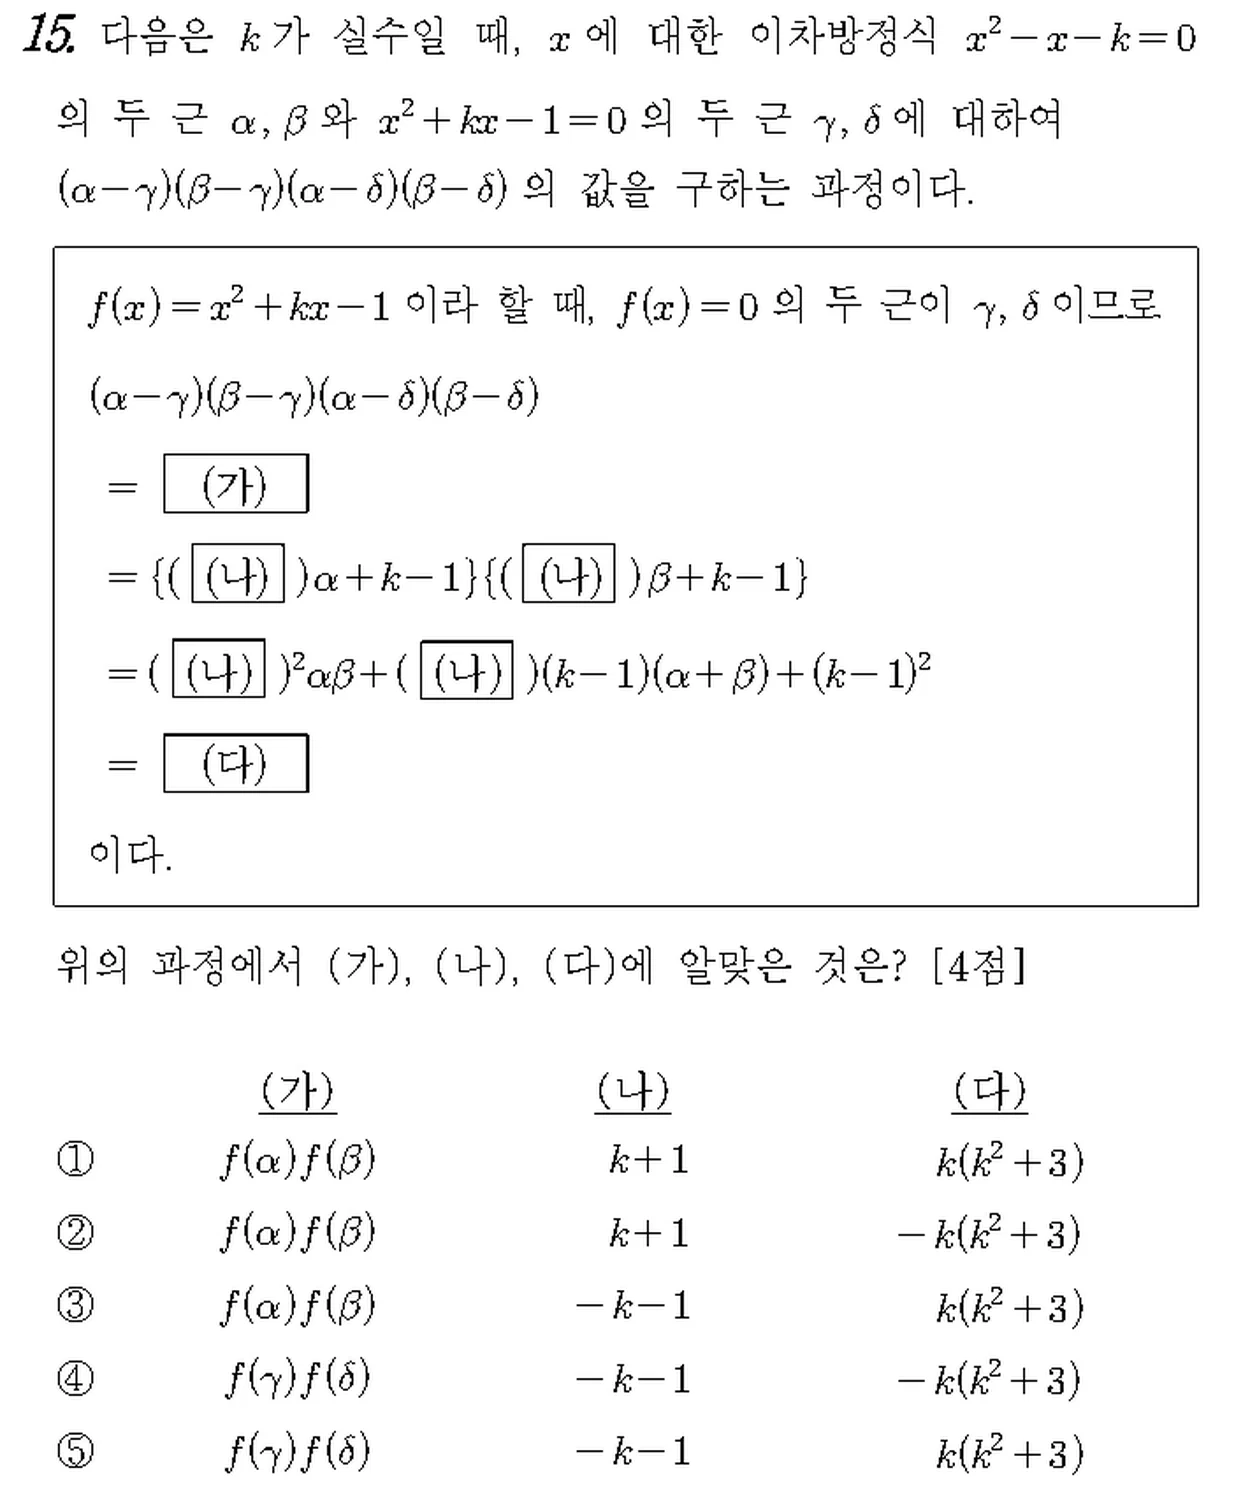 15. 다음은 k가 실수일 때, x에 대한 이차방정식 x²−x−k=0
의 두 근 α, β와 x²+kx−1=0의 두 근 γ, δ에 대하여
(α−γ)(β−γ)(α−δ)(β−δ)의 값을 구하는 과정이다.
f(x)=x²+kx−1이라 할 때, f(x)=0의 두 근이 γ, δ이므로
(α−γ)(β−γ)(α−δ)(β−δ)
= (가)
={( (나) )α+k−1}{( (나) )β+k−1}
=( (나) )²αβ+( (나) )(k−1)(α+β)+(k−1)²
= (다)
이다.
위의 과정에서 (가), (나), (다)에 알맞은 것은? [4점]
(가) (나) (다)
① f(α)f(β) k+1 k(k²+3)
② f(α)f(β) k+1 −k(k²+3)
③ f(α)f(β) −k−1 k(k²+3)
④ f(γ)f(δ) −k−1 −k(k²+3)
⑤ f(γ)f(δ) −k−1 k(k²+3)